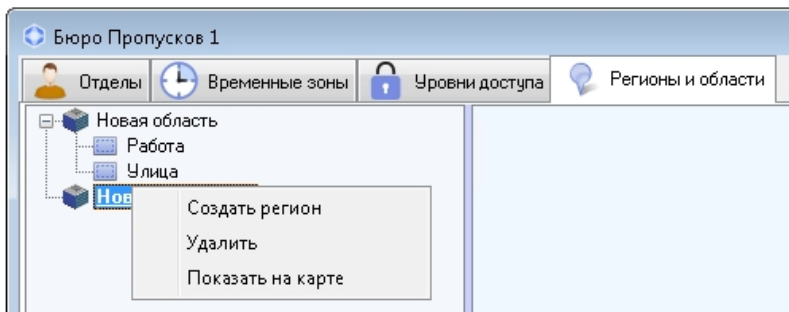 Бюро Пропусков 1
Отделы Временные зоны Уровни доступа Регионы и области
Новая область
Работа
Улица
Создать регион
Удалить
Показать на карте